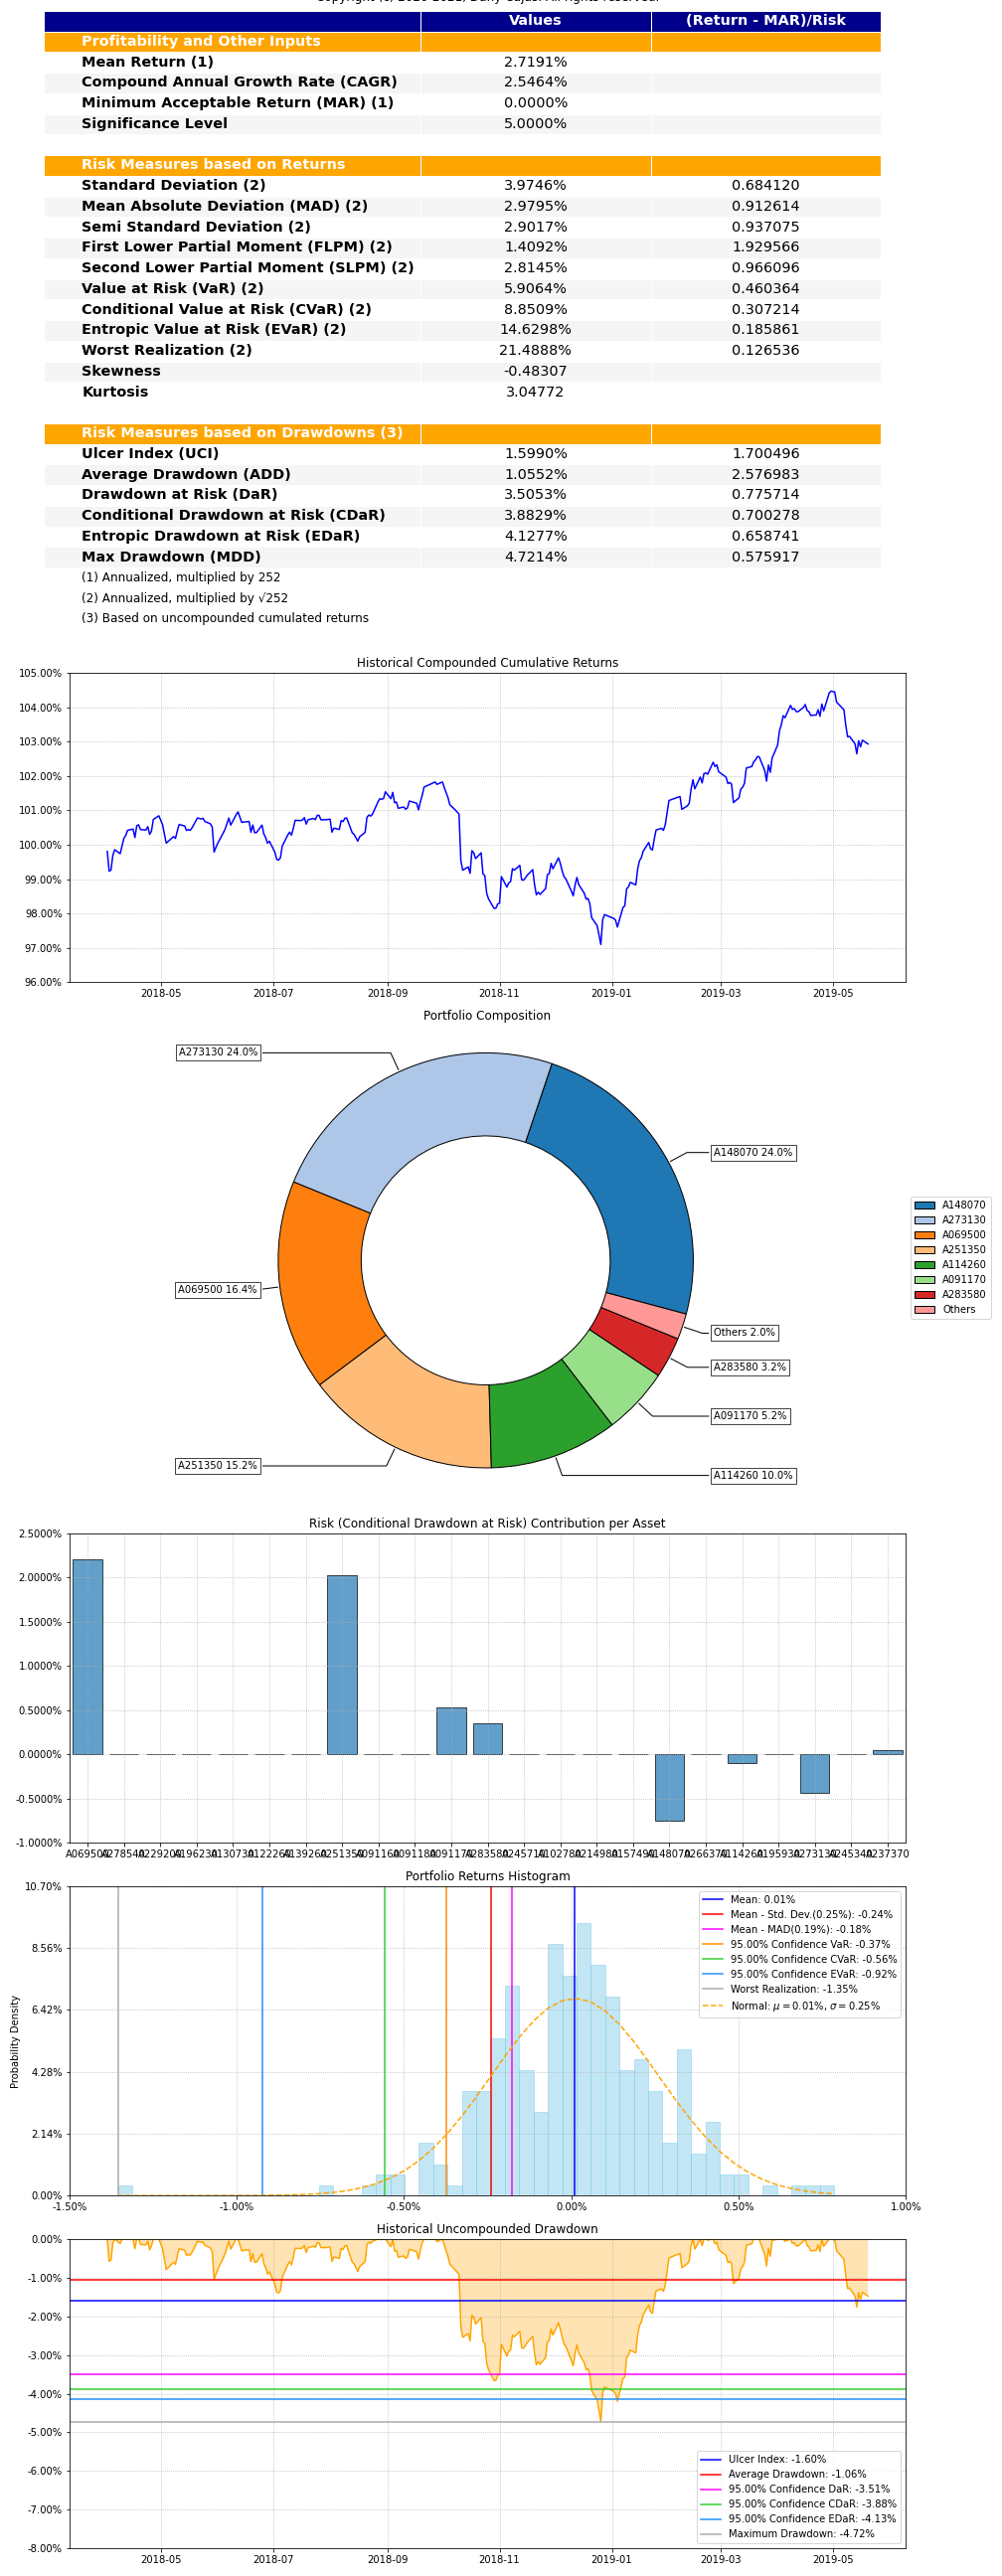 Values (Return - MAR)/Risk
Profitability and Other Inputs
Mean Return (1) 2.7191%
Compound Annual Growth Rate (CAGR) 2.5464%
Minimum Acceptable Return (MAR) (1) 0.0000%
Significance Level 5.0000%
Risk Measures based on Returns
Standard Deviation (2) 3.9746% 0.684120
Mean Absolute Deviation (MAD) (2) 2.9795% 0.912614
Semi Standard Deviation (2) 2.9017% 0.937075
First Lower Partial Moment (FLPM) (2) 1.4092% 1.929566
Second Lower Partial Moment (SLPM) (2) 2.8145% 0.966096
Value at Risk (VaR) (2) 5.9064% 0.460364
Conditional Value at Risk (CVaR) (2) 8.8509% 0.307214
Entropic Value at Risk (EVaR) (2) 14.6298% 0.185861
Worst Realization (2) 21.4888% 0.126536
Skewness -0.48307
Kurtosis 3.04772
Risk Measures based on Drawdowns (3)
Ulcer Index (UCI) 1.5990% 1.700496
Average Drawdown (ADD) 1.0552% 2.576983
Drawdown at Risk (DaR) 3.5053% 0.775714
Conditional Drawdown at Risk (CDaR) 3.8829% 0.700278
Entropic Drawdown at Risk (EDaR) 4.1277% 0.658741
Max Drawdown (MDD) 4.7214% 0.575917
(1) Annualized, multiplied by 252
(2) Annualized, multiplied by √252
(3) Based on uncompounded cumulated returns
Historical Compounded Cumulative Returns
105.00%
104.00%
103.00%
102.00%
101.00%
100.00%
99.00%
98.00%
97.00%
96.00%
2018-05 2018-07 2018-09 2018-11 2019-01 2019-03 2019-05
Portfolio Composition
A273130 24.0%
A148070 24.0%
A069500 16.4%
A251350 15.2%
Others 2.0%
A283580 3.2%
A091170 5.2%
A114260 10.0%
A148070
A273130
A069500
A251350
A114260
A091170
A283580
Others
Risk (Conditional Drawdown at Risk) Contribution per Asset
2.5000%
2.0000%
1.5000%
1.0000%
0.5000%
0.0000%
-0.5000%
-1.0000%
Portfolio Returns Histogram
Probability Density
10.70%
8.56%
6.42%
4.28%
2.14%
0.00%
-1.50% -1.00% -0.50% 0.00% 0.50% 1.00%
Mean: 0.01%
Mean - Std. Dev.(0.25%): -0.24%
Mean - MAD(0.19%): -0.18%
95.00% Confidence VaR: -0.37%
95.00% Confidence CVaR: -0.56%
95.00% Confidence EVaR: -0.92%
Worst Realization: -1.35%
Normal: μ = 0.01%, σ = 0.25%
Historical Uncompounded Drawdown
0.00%
-1.00%
-2.00%
-3.00%
-4.00%
-5.00%
-6.00%
-7.00%
-8.00%
2018-05 2018-07 2018-09 2018-11 2019-01 2019-03 2019-05
Ulcer Index: -1.60%
Average Drawdown: -1.06%
95.00% Confidence DaR: -3.51%
95.00% Confidence CDaR: -3.88%
95.00% Confidence EDaR: -4.13%
Maximum Drawdown: -4.72%